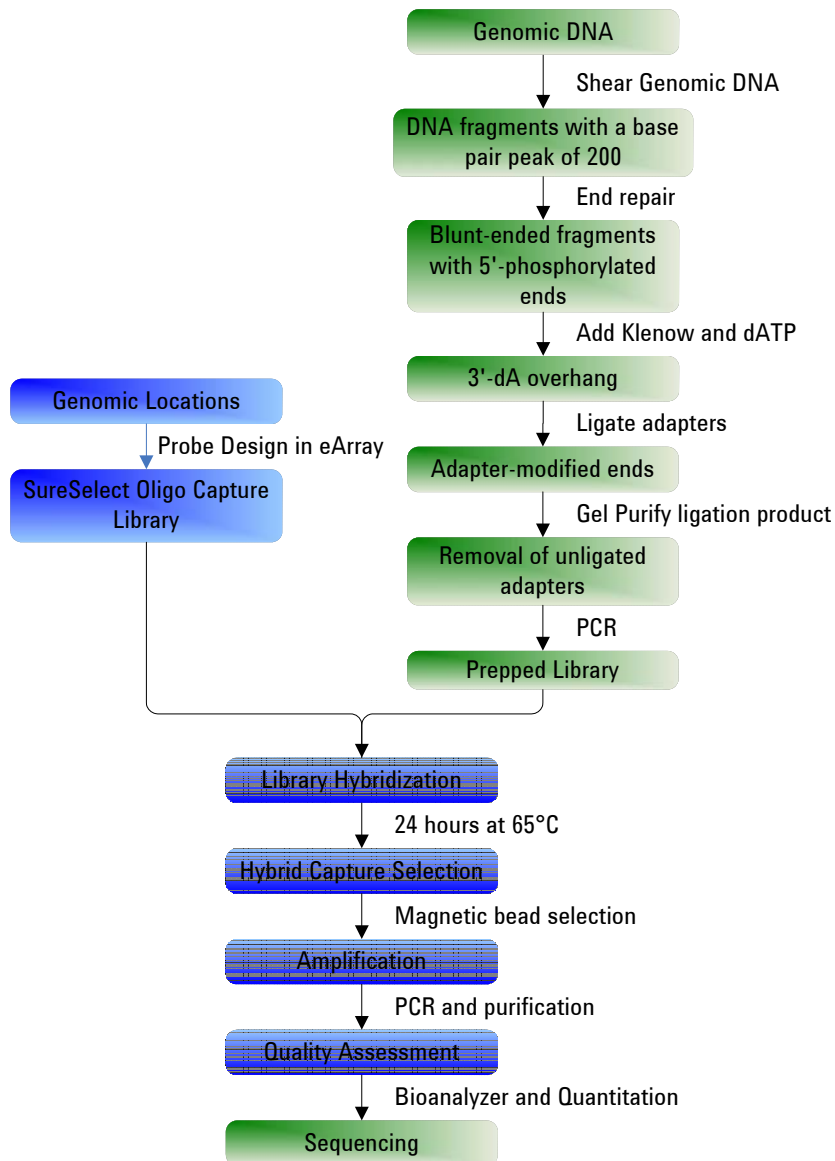 Genomic DNA
Shear Genomic DNA
DNA fragments with a base
pair peak of 200
End repair
Blunt-ended fragments
with 5'-phosphorylated
ends
Add Klenow and dATP
3'-dA overhang
Ligate adapters
Adapter-modified ends
Gel Purify ligation product
Removal of unligated
adapters
PCR
Prepped Library
Genomic Locations
Probe Design in eArray
SureSelect Oligo Capture
Library
Library Hybridization
24 hours at 65°C
Hybrid Capture Selection
Magnetic bead selection
Amplification
PCR and purification
Quality Assessment
Bioanalyzer and Quantitation
Sequencing